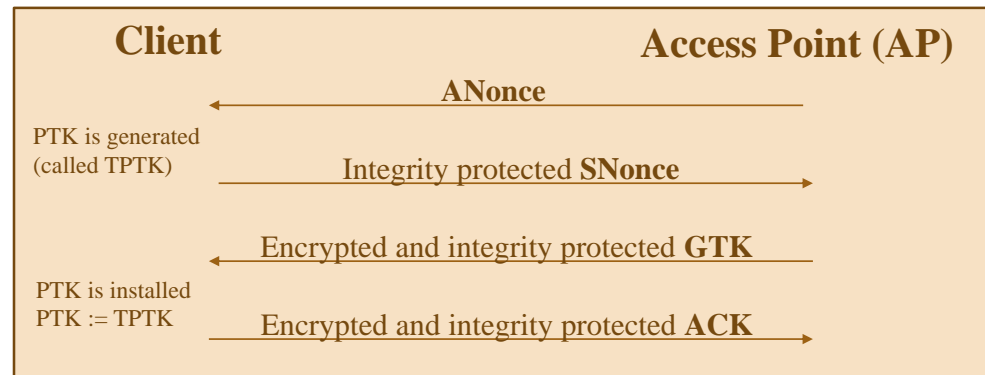 Client
Access Point (AP)
ANonce
PTK is generated
(called TPTK)
Integrity protected SNonce
Encrypted and integrity protected GTK
PTK is installed
PTK := TPTK
Encrypted and integrity protected ACK